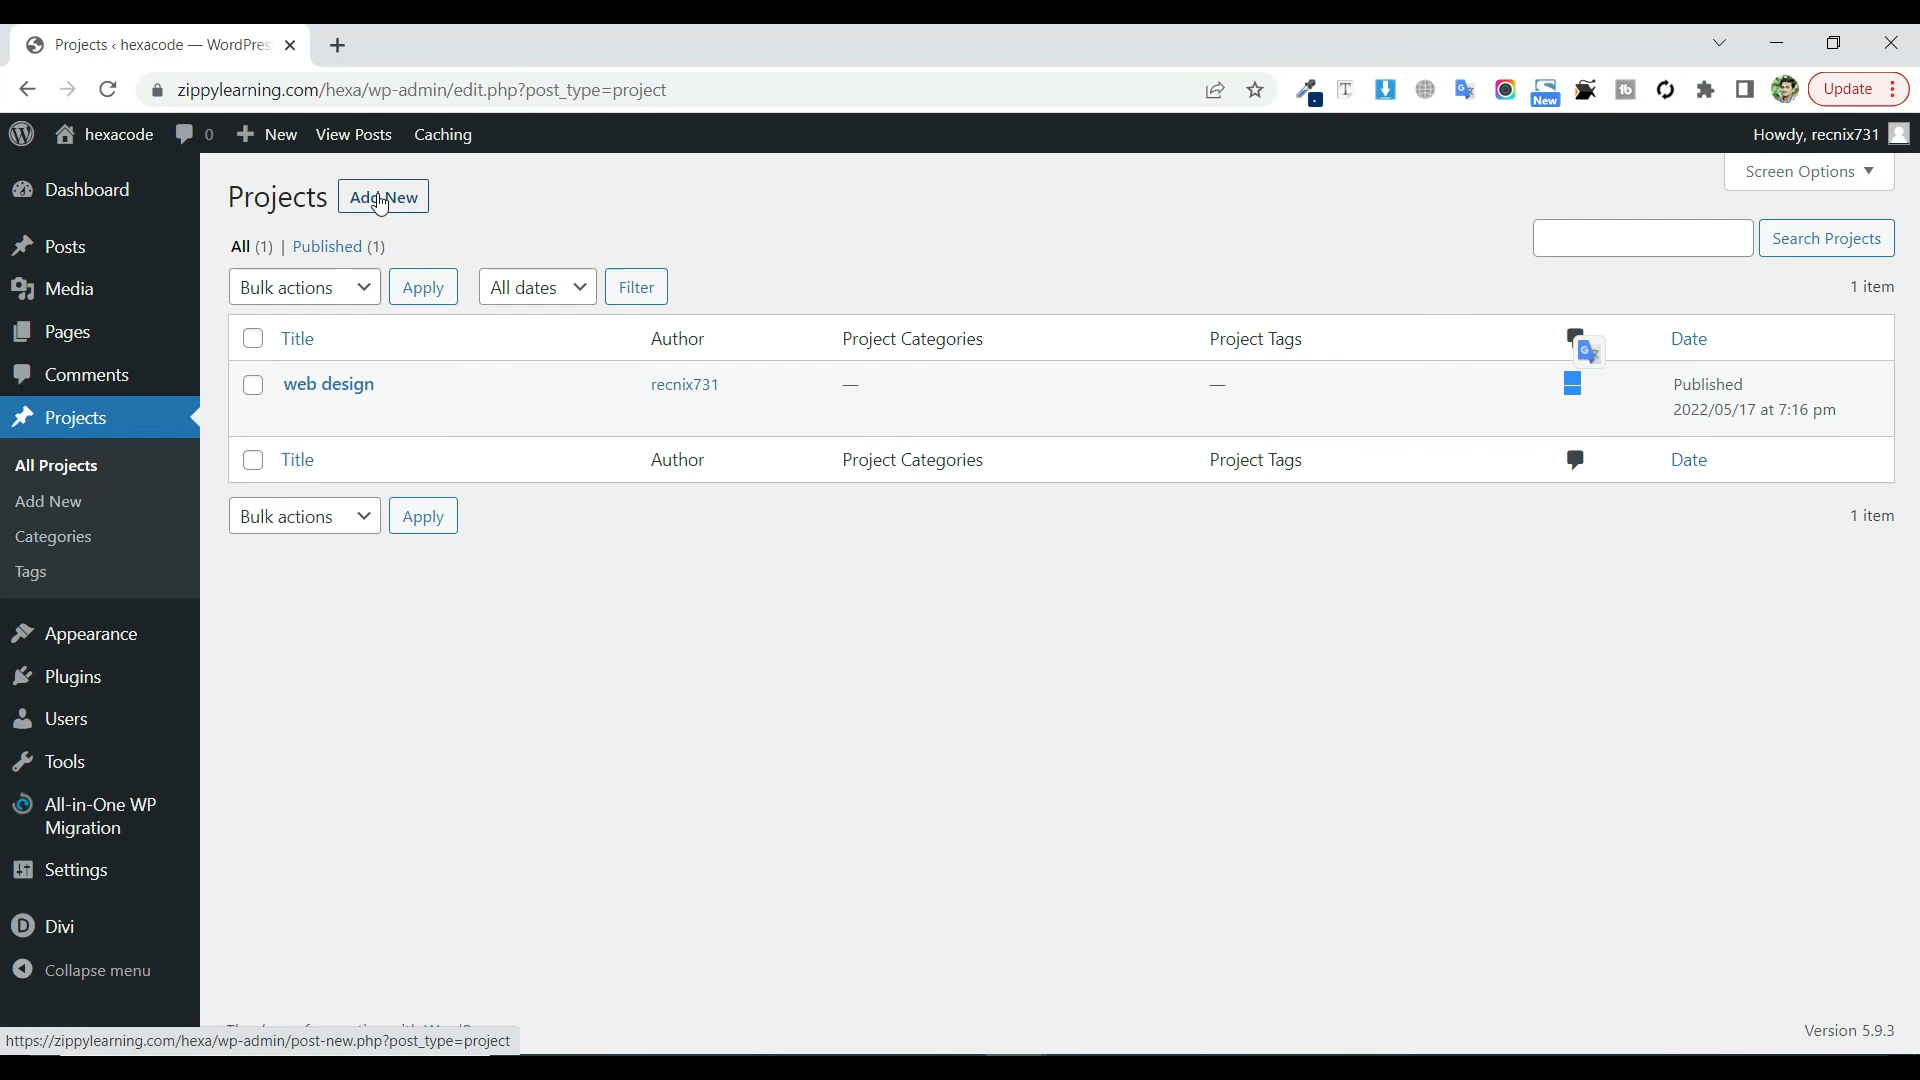 Projects ‹ hexacode — WordPres
zippylearning.com/hexa/wp-admin/edit.php?post_type=project
New
Update
hexacode 0 New View Posts Caching
Howdy, recnix731
Dashboard
Posts
Media
Pages
Comments
Projects
All Projects
Add New
Categories
Tags
Appearance
Plugins
Users
Tools
All-in-One WP
Migration
Settings
Divi
Collapse menu
Screen Options
Projects Add New
All (1) | Published (1)
Search Projects
Bulk actions Apply All dates Filter 1 item
Title Author Project Categories Project Tags Date
web design recnix731 — — Published
2022/05/17 at 7:16 pm
Title Author Project Categories Project Tags Date
Bulk actions Apply 1 item
Version 5.9.3
https://zippylearning.com/hexa/wp-admin/post-new.php?post_type=project